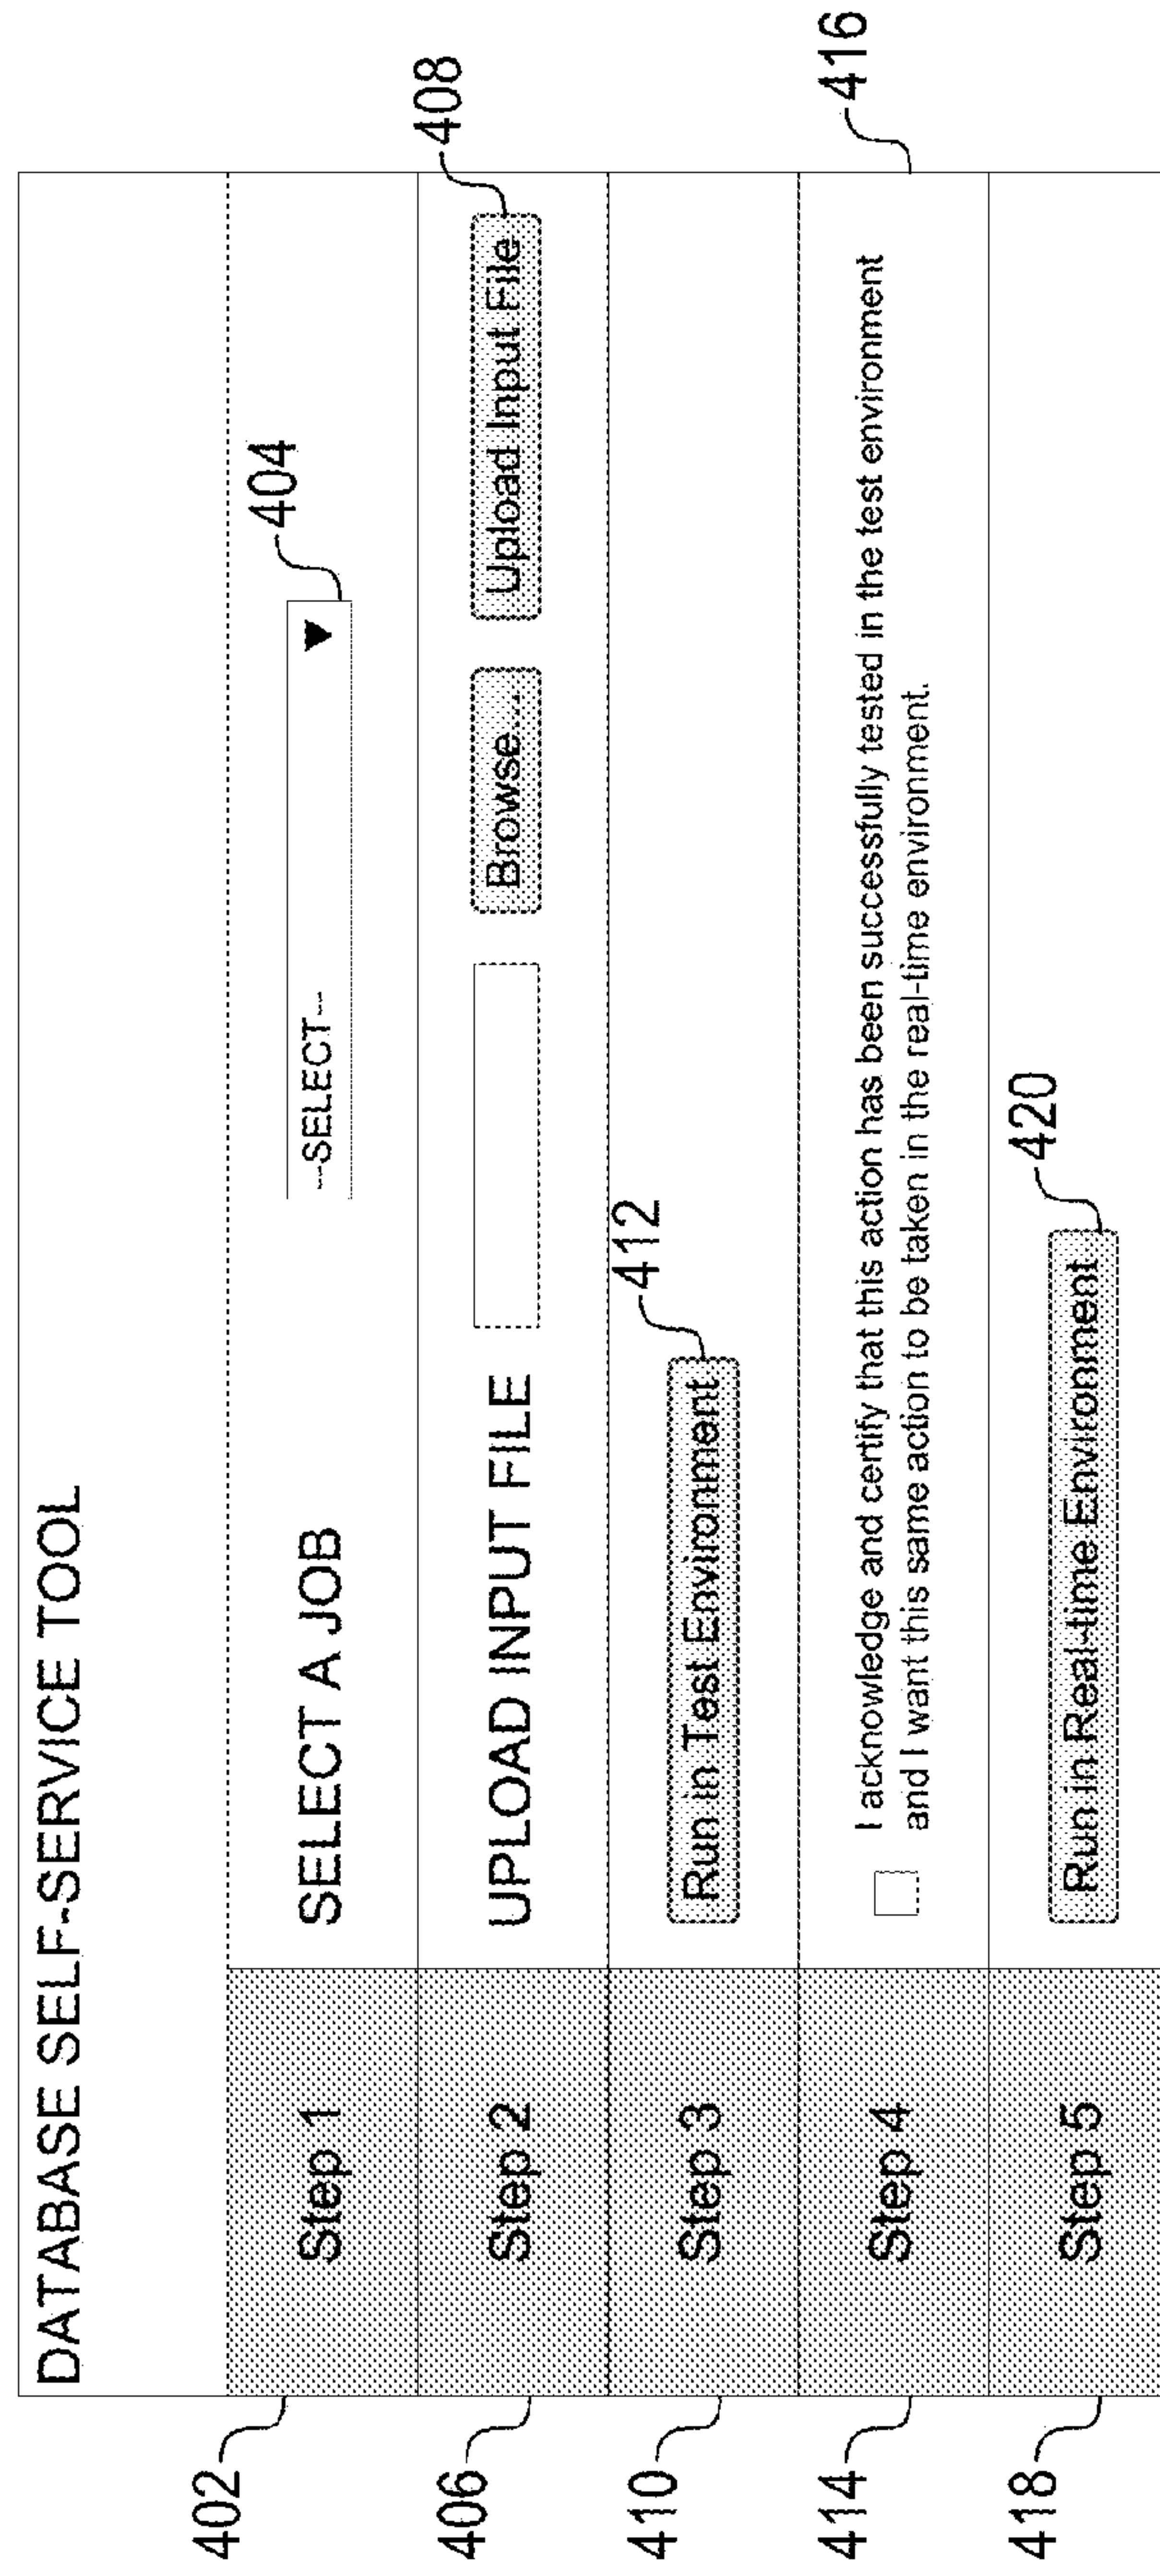 DATABASE SELF-SERVICE TOOL
402
Step 1
SELECT A JOB
---SELECT---
404
406
Step 2
UPLOAD INPUT FILE
Browse...
Upload Input File
408
410
Step 3
Run in Test Environment
412
414
Step 4
I acknowledge and certify that this action has been successfully tested in the test environment
and I want this same action to be taken in the real-time environment.
416
418
Step 5
Run in Real-time Environment
420